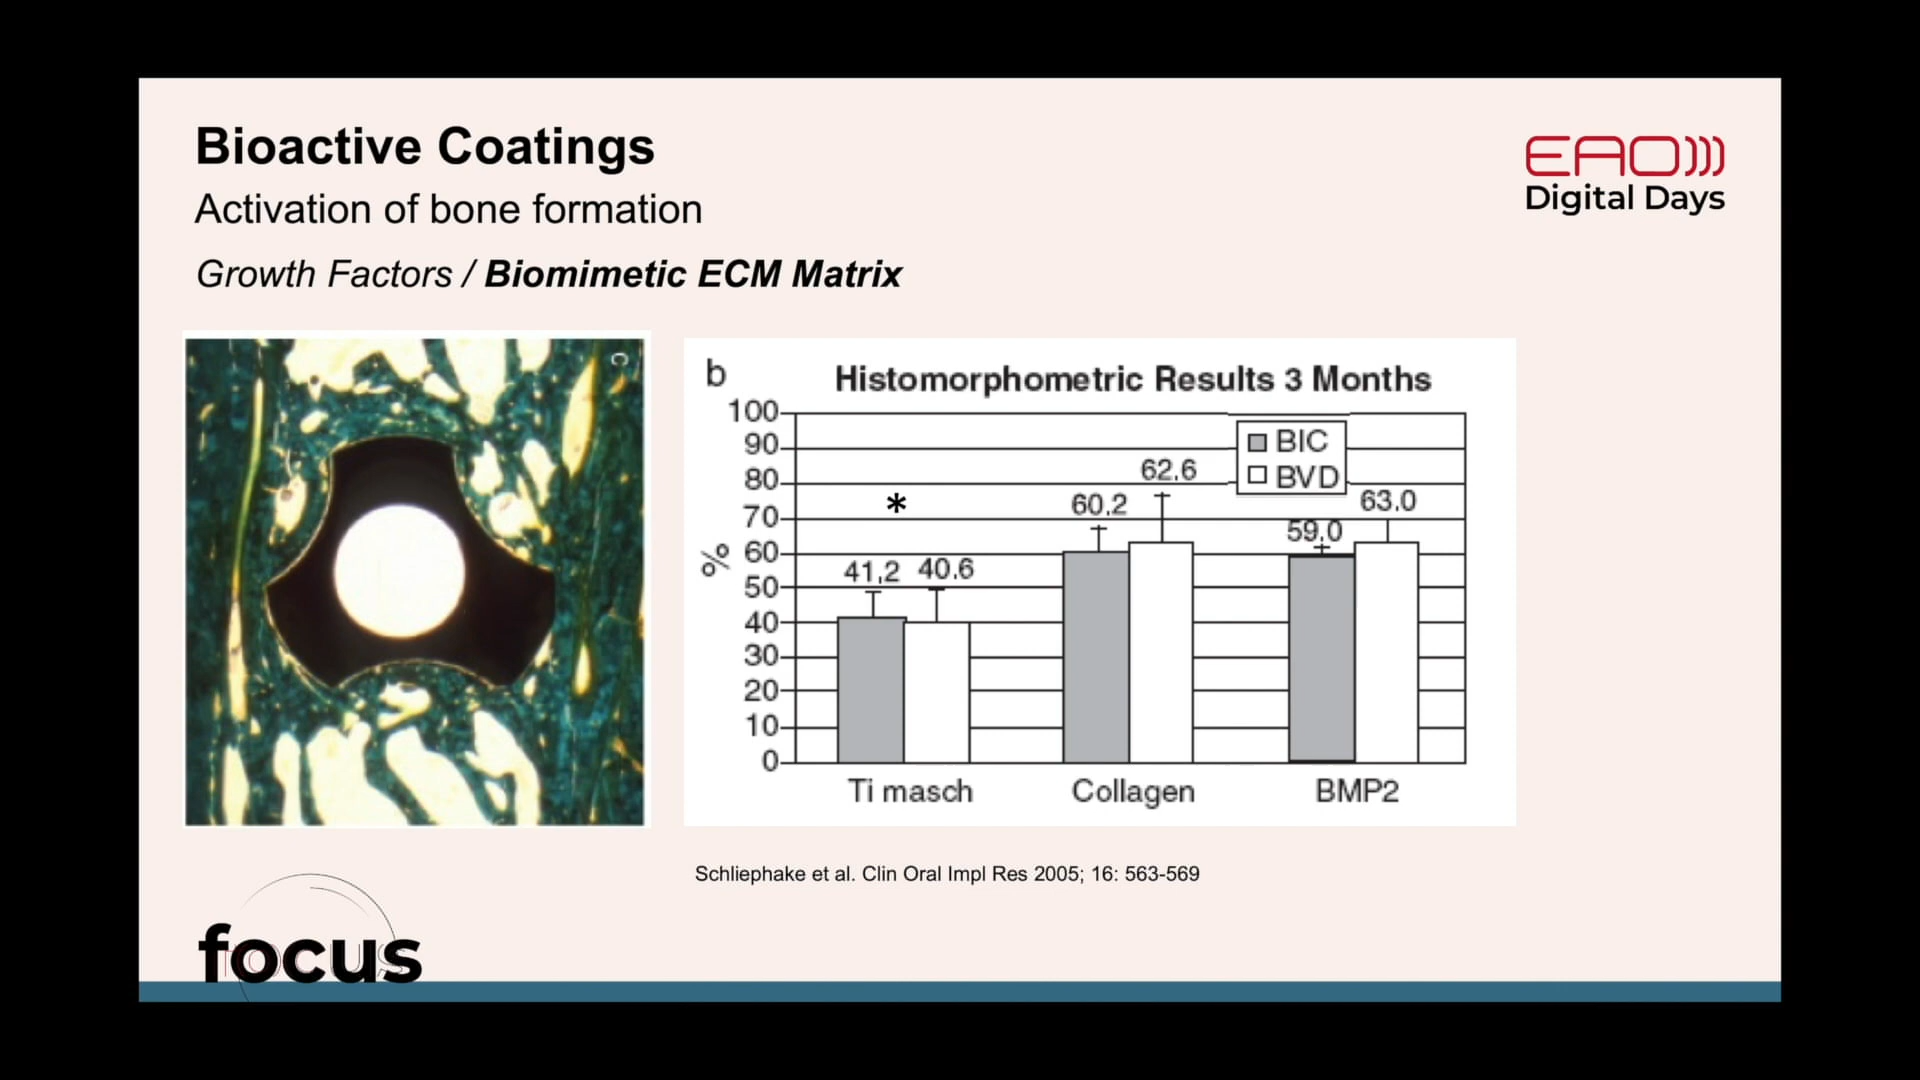 Bioactive Coatings
Activation of bone formation
Growth Factors / Biomimetic ECM Matrix
EAO
Digital Days
c
b
Histomorphometric Results 3 Months
100
90
80
70
60
50
40
30
20
10
0
%
BIC
BVD
*
41,2
40.6
60.2
62.6
59.0
63.0
Ti masch
Collagen
BMP2
Schliephake et al. Clin Oral Impl Res 2005; 16: 563-569
focus